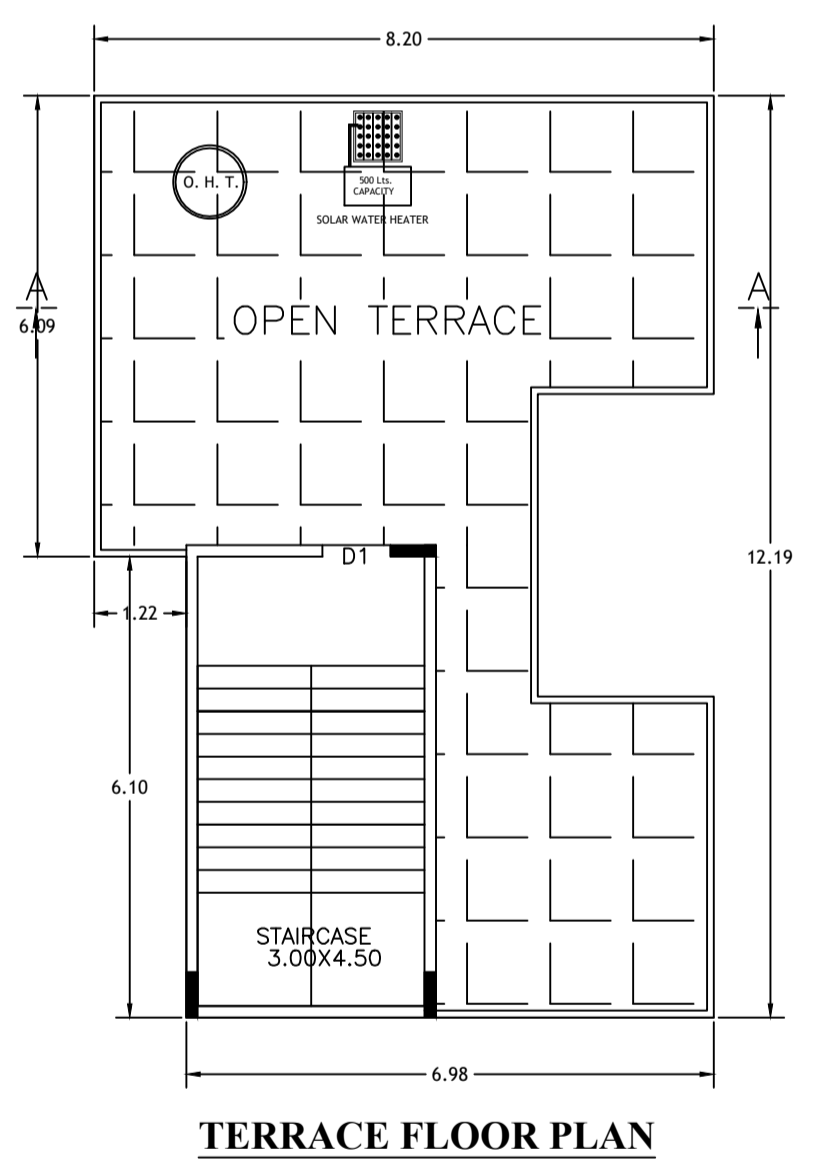 8.20
O. H. T.
500 Lts.
CAPACITY
SOLAR WATER HEATER
A
A
6.09
OPEN TERRACE
D1
12.19
1.22
6.10
STAIRCASE
3.00X4.50
6.98
TERRACE FLOOR PLAN